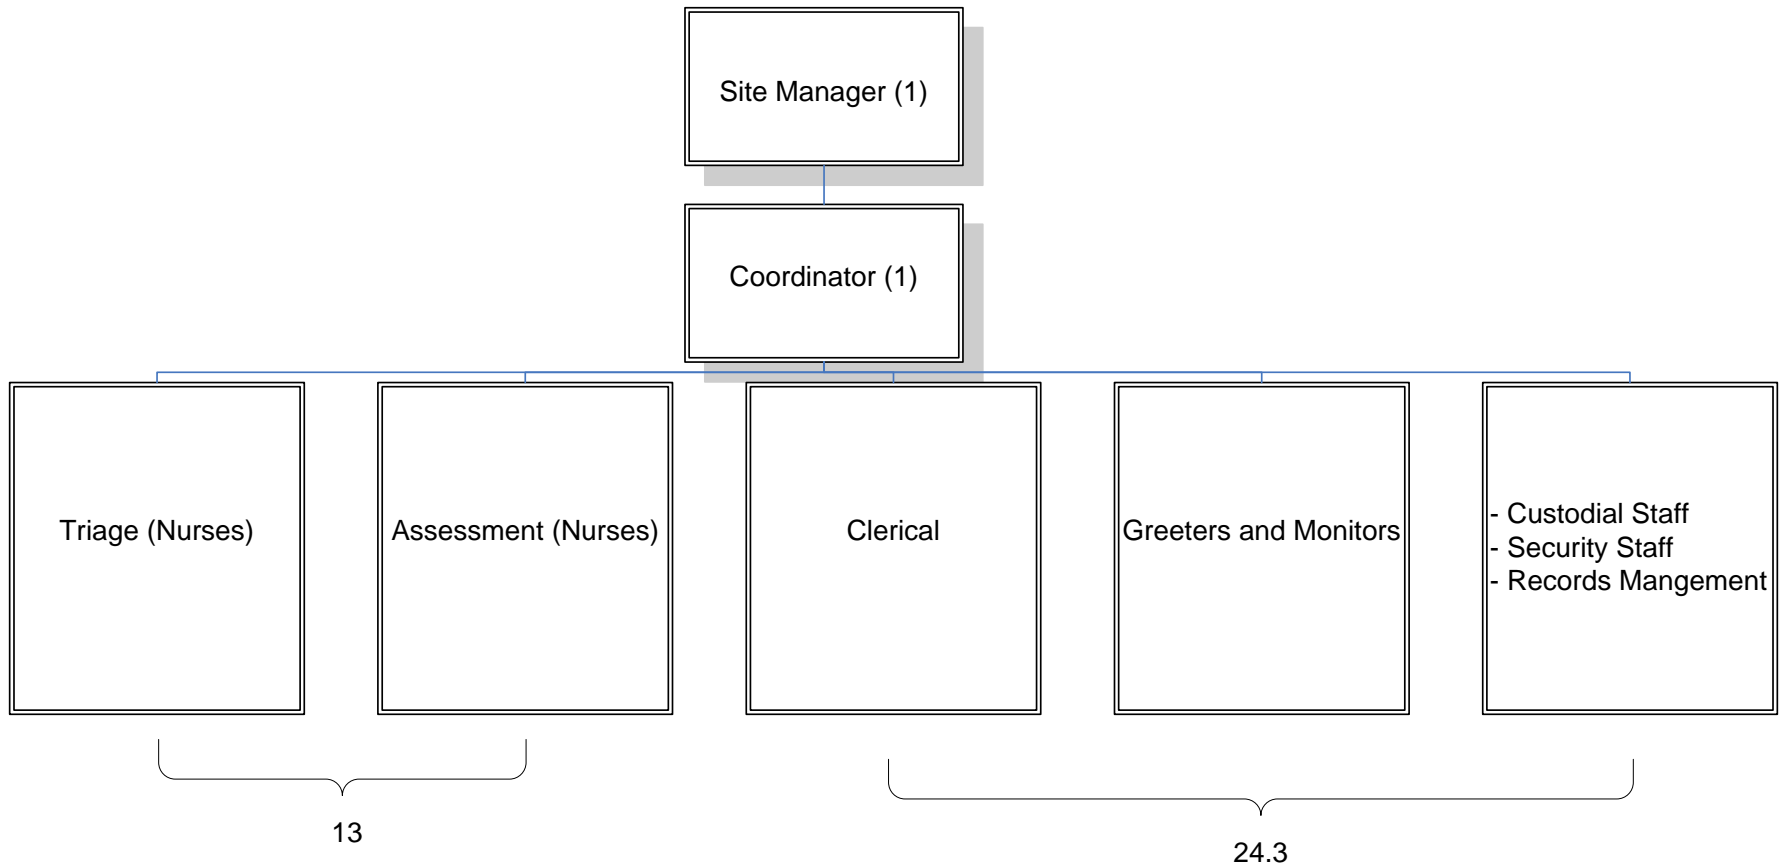 Site Manager (1)
Coordinator (1)
Triage (Nurses)
Assessment (Nurses)
Clerical
Greeters and Monitors
- Custodial Staff
- Security Staff
- Records Mangement
13
24.3